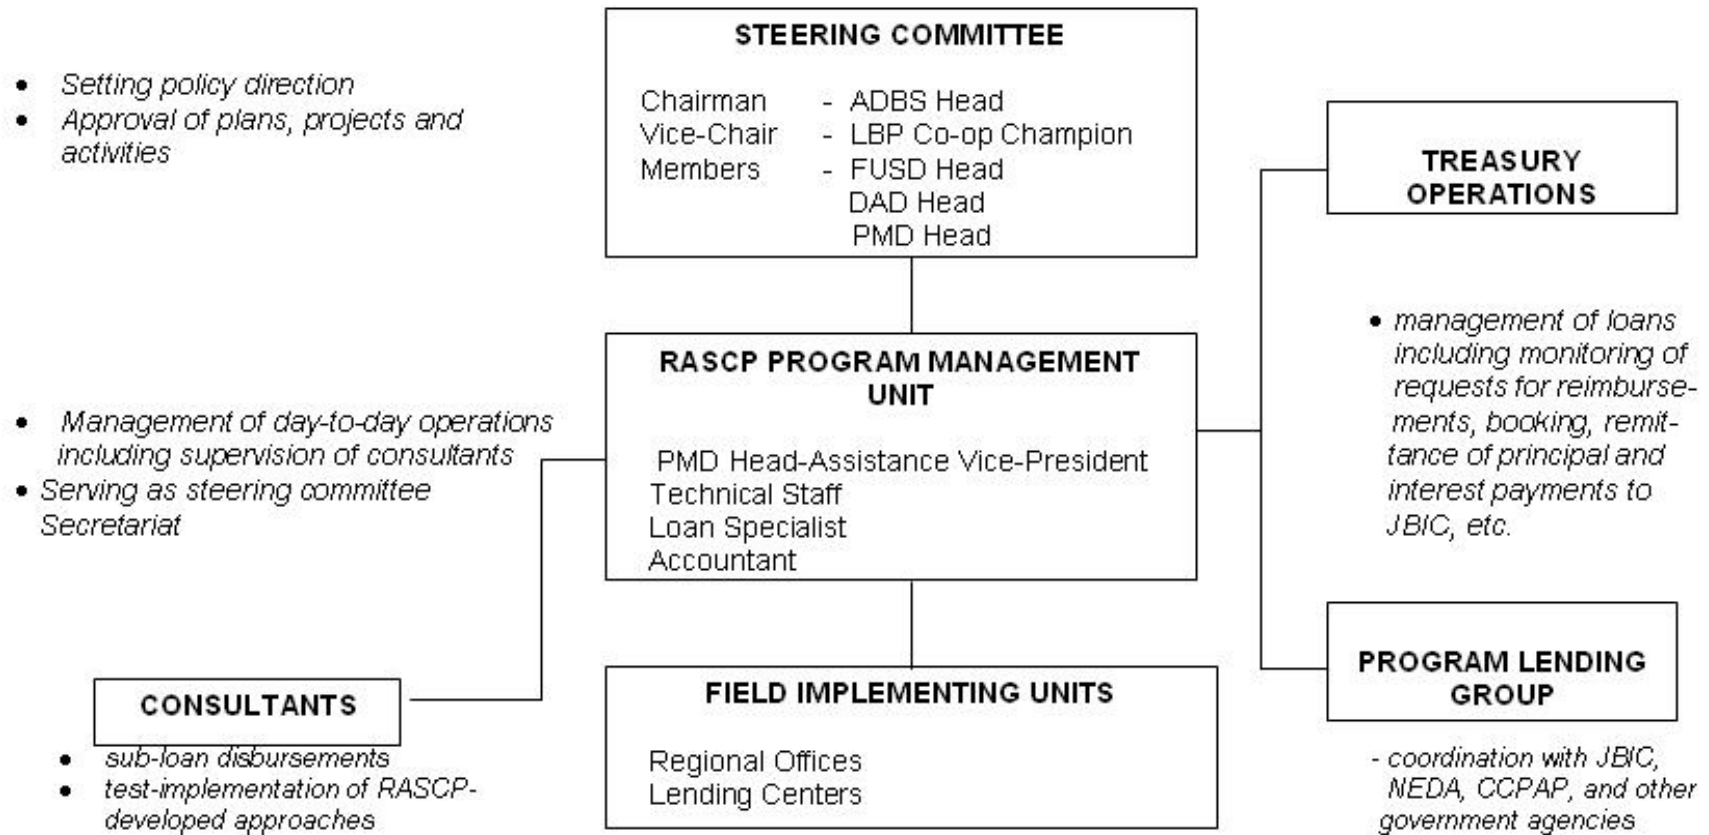 STEERING COMMITTEE
Chairman - ADBS Head
Vice-Chair - LBP Co-op Champion
Members - FUSD Head
DAD Head
PMD Head
• Setting policy direction
• Approval of plans, projects and
activities
TREASURY
OPERATIONS
• management of loans
including monitoring of
requests for reimburse-
ments, booking, remit-
tance of principal and
interest payments to
JBIC, etc.
RASCP PROGRAM MANAGEMENT
UNIT
PMD Head-Assistance Vice-President
Technical Staff
Loan Specialist
Accountant
• Management of day-to-day operations
including supervision of consultants
• Serving as steering committee
Secretariat
CONSULTANTS
• sub-loan disbursements
• test-implementation of RASCP-
developed approaches
FIELD IMPLEMENTING UNITS
Regional Offices
Lending Centers
PROGRAM LENDING
GROUP
- coordination with JBIC,
NEDA, CCPAP, and other
government agencies